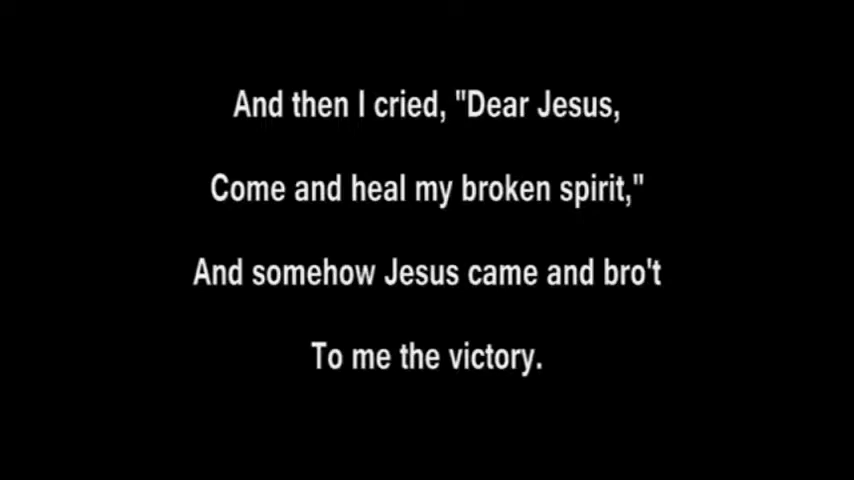 And then I cried, "Dear Jesus,
Come and heal my broken spirit,"
And somehow Jesus came and bro't
To me the victory.